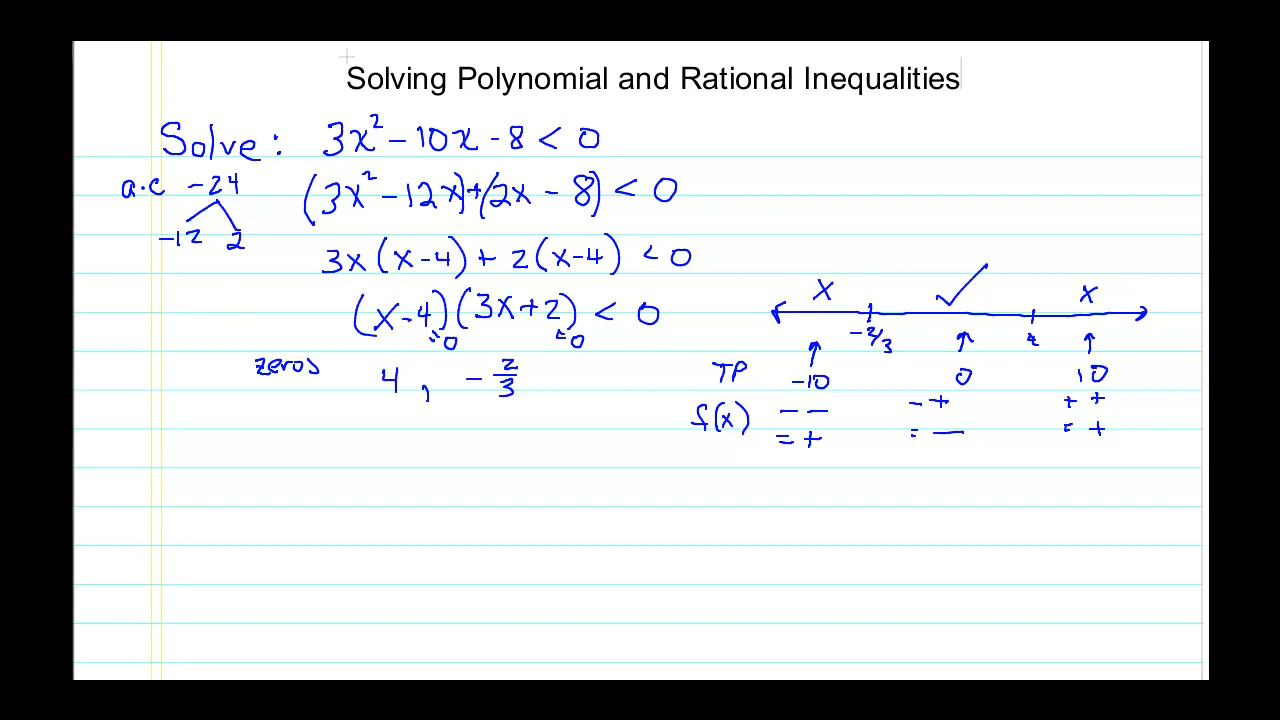 Solving Polynomial and Rational Inequalities
Solve: 3x² - 10x - 8 < 0
a·c -24
(3x² - 12x) + (2x - 8) < 0
-12 2
3x(x-4) + 2(x-4) < 0
(x-4)(3x+2) < 0
=0 =0
zeros 4, -2/3
x ✓ x
-2/3
TP -10 0 10
f(x) - - - + + +
= + = - = +